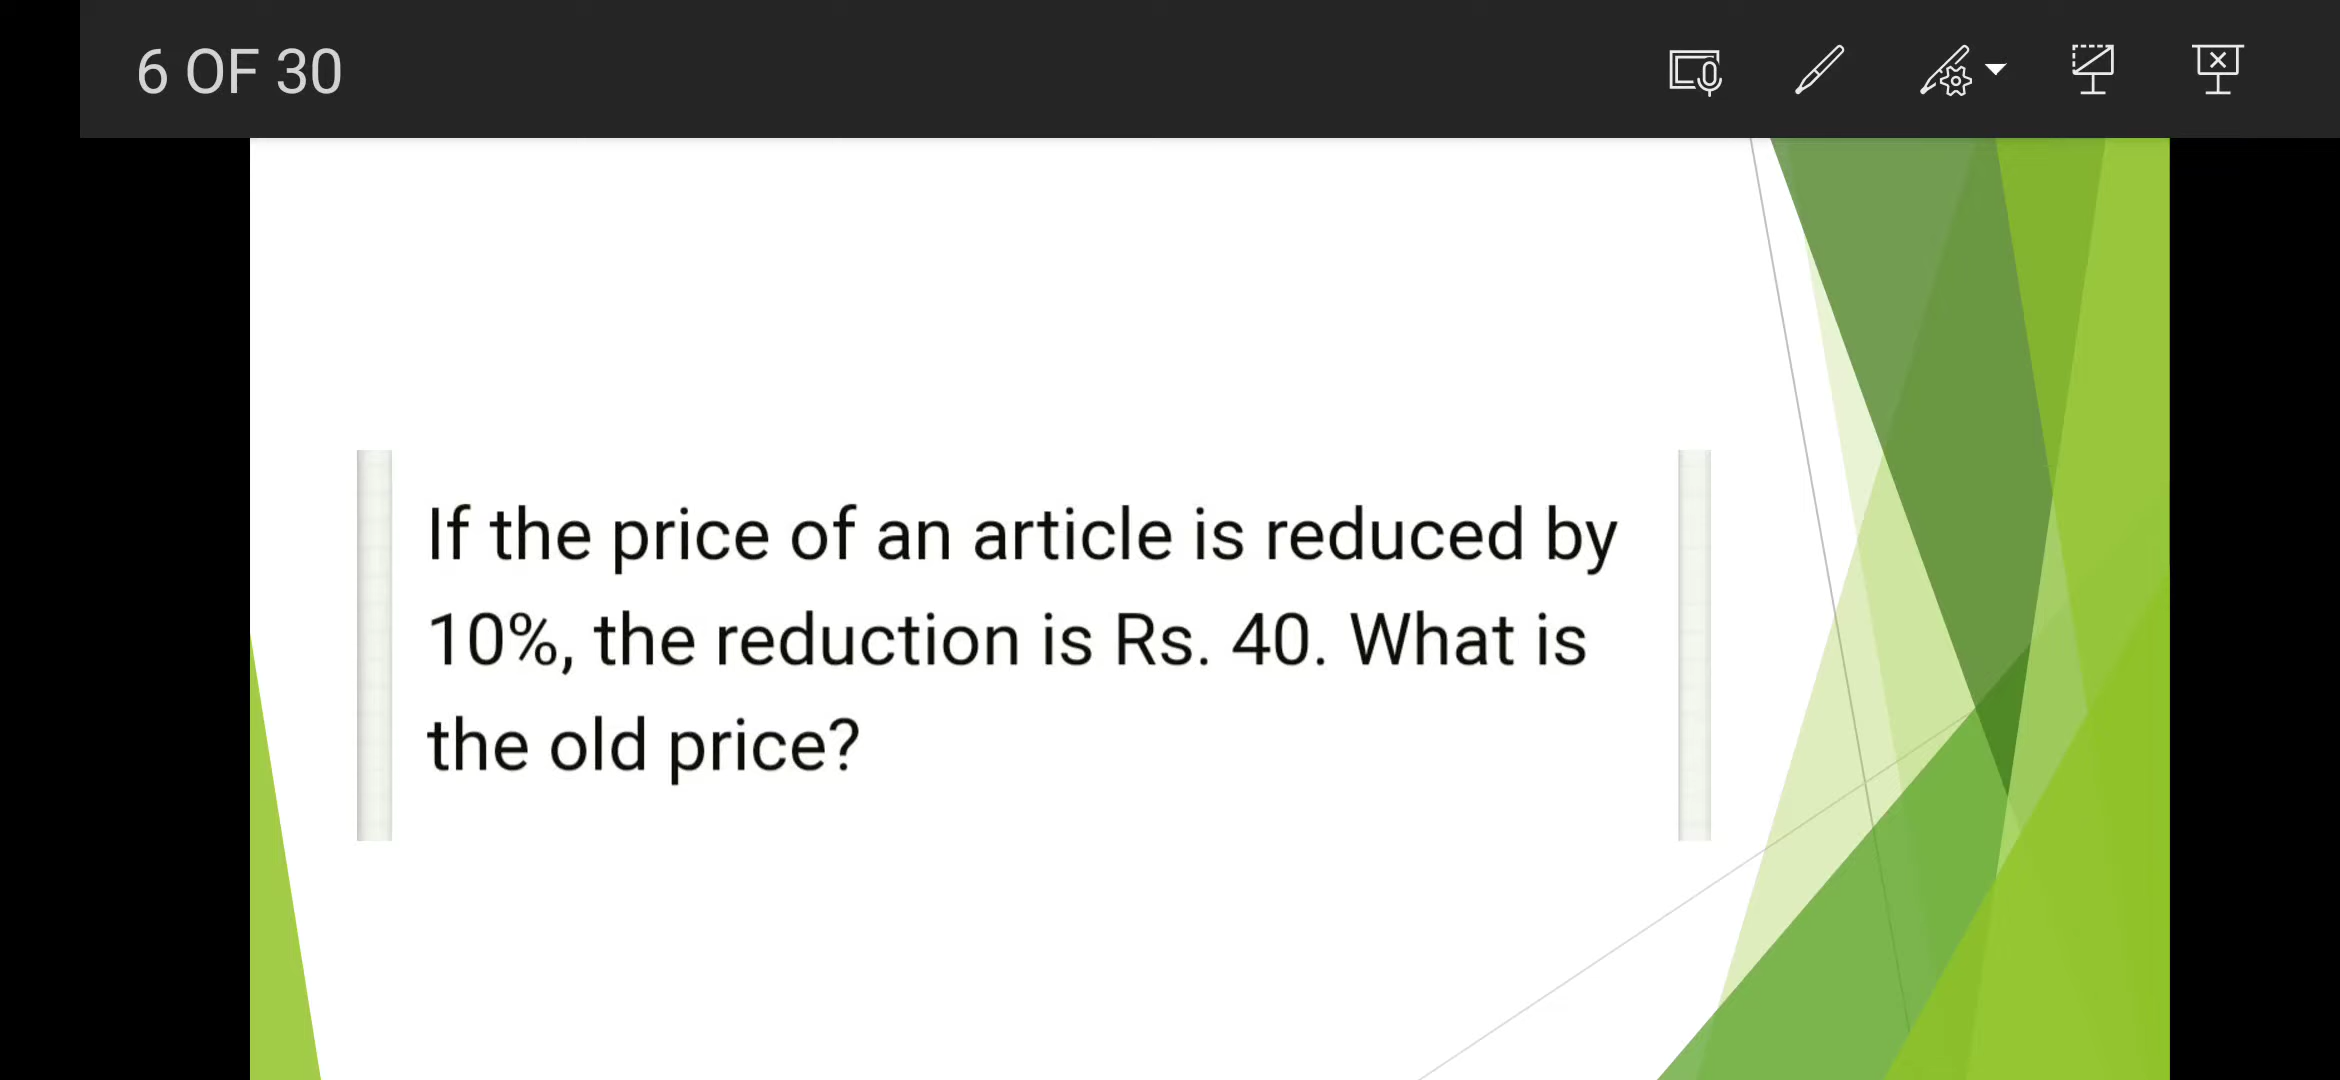 6 OF 30
If the price of an article is reduced by
10%, the reduction is Rs. 40. What is
the old price?